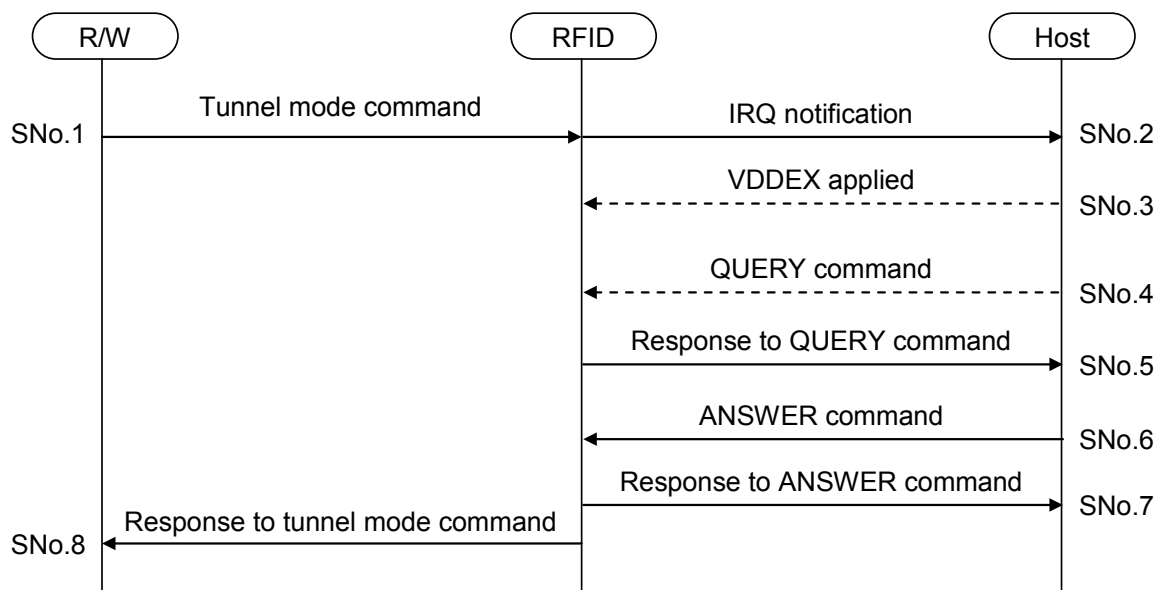 R/W
RFID
Host
Tunnel mode command
IRQ notification
SNo.1
SNo.2
VDDEX applied
SNo.3
QUERY command
SNo.4
Response to QUERY command
SNo.5
ANSWER command
SNo.6
Response to ANSWER command
SNo.7
Response to tunnel mode command
SNo.8